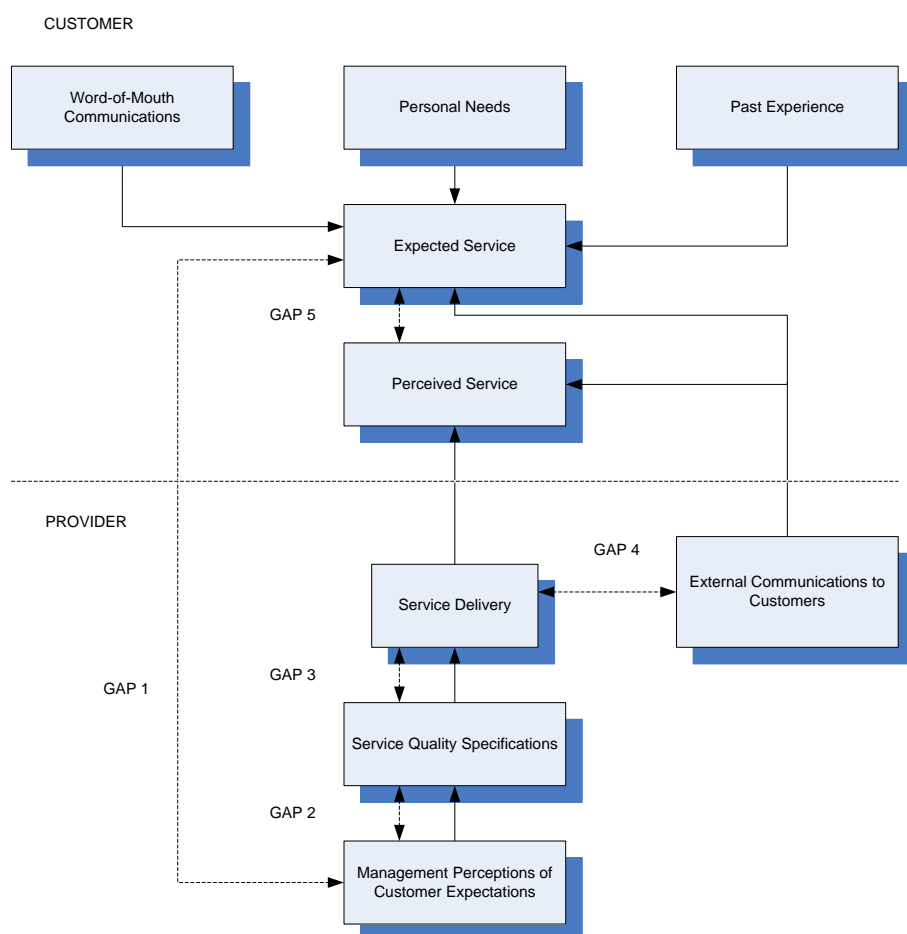 CUSTOMER
Word-of-Mouth
Communications
Personal Needs
Past Experience
Expected Service
GAP 5
Perceived Service
PROVIDER
GAP 4
External Communications to
Customers
Service Delivery
GAP 3
GAP 1
Service Quality Specifications
GAP 2
Management Perceptions of
Customer Expectations